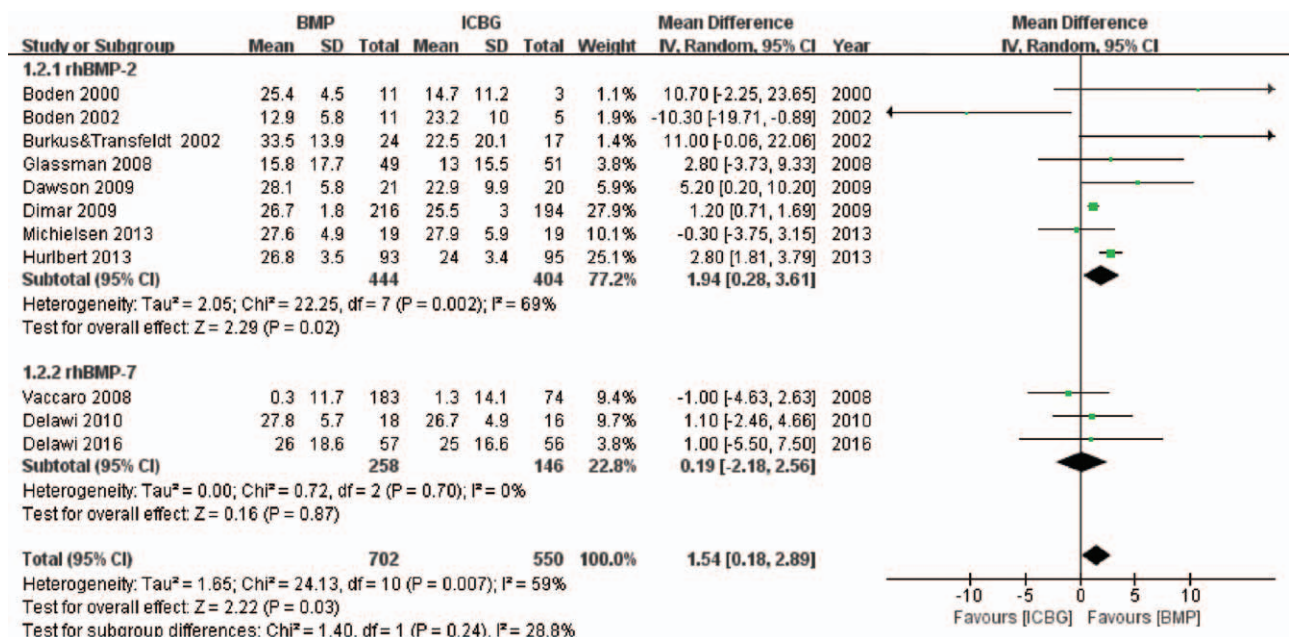 BMP ICBG Mean Difference Mean Difference
Study or Subgroup Mean SD Total Mean SD Total Weight IV, Random, 95% CI Year IV, Random, 95% CI
1.2.1 rhBMP-2
Boden 2000 25.4 4.5 11 14.7 11.2 3 1.1% 10.70 [-2.25, 23.65] 2000
Boden 2002 12.9 5.8 11 23.2 10 5 1.9% -10.30 [-19.71, -0.89] 2002
Burkus&Transfeldt 2002 33.5 13.9 24 22.5 20.1 17 1.4% 11.00 [-0.06, 22.06] 2002
Glassman 2008 15.8 17.7 49 13 15.5 51 3.8% 2.80 [-3.73, 9.33] 2008
Dawson 2009 28.1 5.8 21 22.9 9.9 20 5.9% 5.20 [0.20, 10.20] 2009
Dimar 2009 26.7 1.8 216 25.5 3 194 27.9% 1.20 [0.71, 1.69] 2009
Michielsen 2013 27.6 4.9 19 27.9 5.9 19 10.1% -0.30 [-3.75, 3.15] 2013
Hurlbert 2013 26.8 3.5 93 24 3.4 95 25.1% 2.80 [1.81, 3.79] 2013
Subtotal (95% CI) 444 404 77.2% 1.94 [0.28, 3.61]
Heterogeneity: Tau² = 2.05; Chi² = 22.25, df = 7 (P = 0.002); I² = 69%
Test for overall effect: Z = 2.29 (P = 0.02)
1.2.2 rhBMP-7
Vaccaro 2008 0.3 11.7 183 1.3 14.1 74 9.4% -1.00 [-4.63, 2.63] 2008
Delawi 2010 27.8 5.7 18 26.7 4.9 16 9.7% 1.10 [-2.46, 4.66] 2010
Delawi 2016 26 18.6 57 25 16.6 56 3.8% 1.00 [-5.50, 7.50] 2016
Subtotal (95% CI) 258 146 22.8% 0.19 [-2.18, 2.56]
Heterogeneity: Tau² = 0.00; Chi² = 0.72, df = 2 (P = 0.70); I² = 0%
Test for overall effect: Z = 0.16 (P = 0.87)
Total (95% CI) 702 550 100.0% 1.54 [0.18, 2.89]
Heterogeneity: Tau² = 1.65; Chi² = 24.13, df = 10 (P = 0.007); I² = 59%
-10 -5 0 5 10
Test for overall effect: Z = 2.22 (P = 0.03)
Favours [ICBG] Favours [BMP]
Test for subgroup differences: Chi² = 1.40, df = 1 (P = 0.24), I² = 28.8%